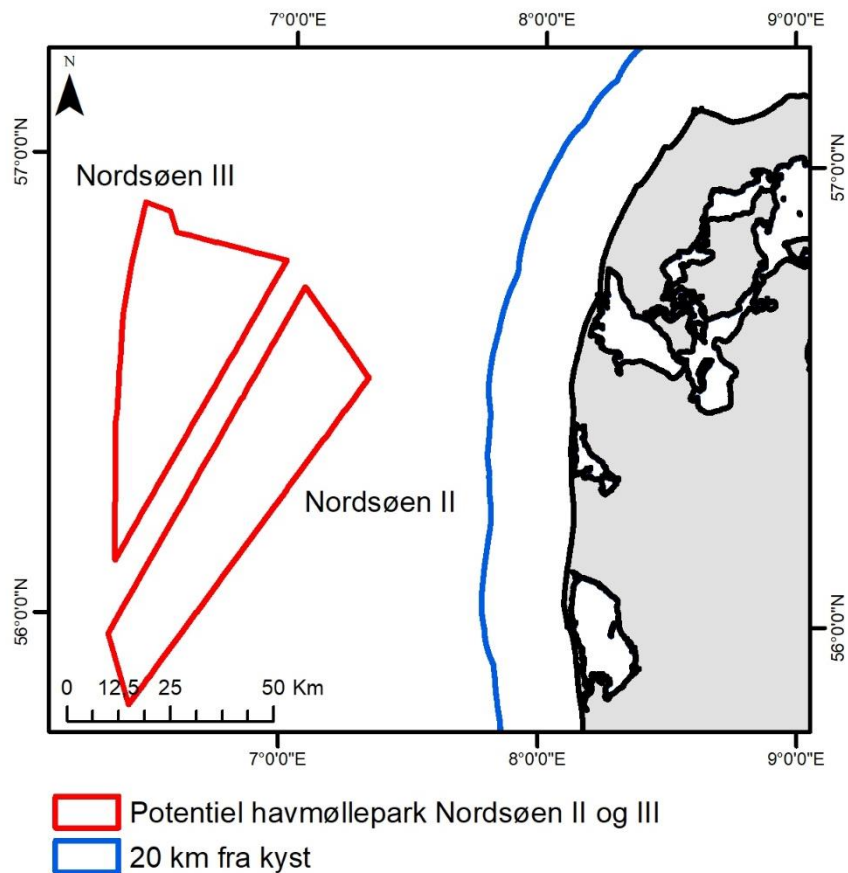 7°0'0"E 8°0'0"E 9°0'0"E
N
57°0'0"N
57°0'0"N
Nordsøen III
Nordsøen II
56°0'0"N
56°0'0"N
0 12,5 25 50 Km
7°0'0"E 8°0'0"E 9°0'0"E
Potentiel havmøllepark Nordsøen II og III
20 km fra kyst